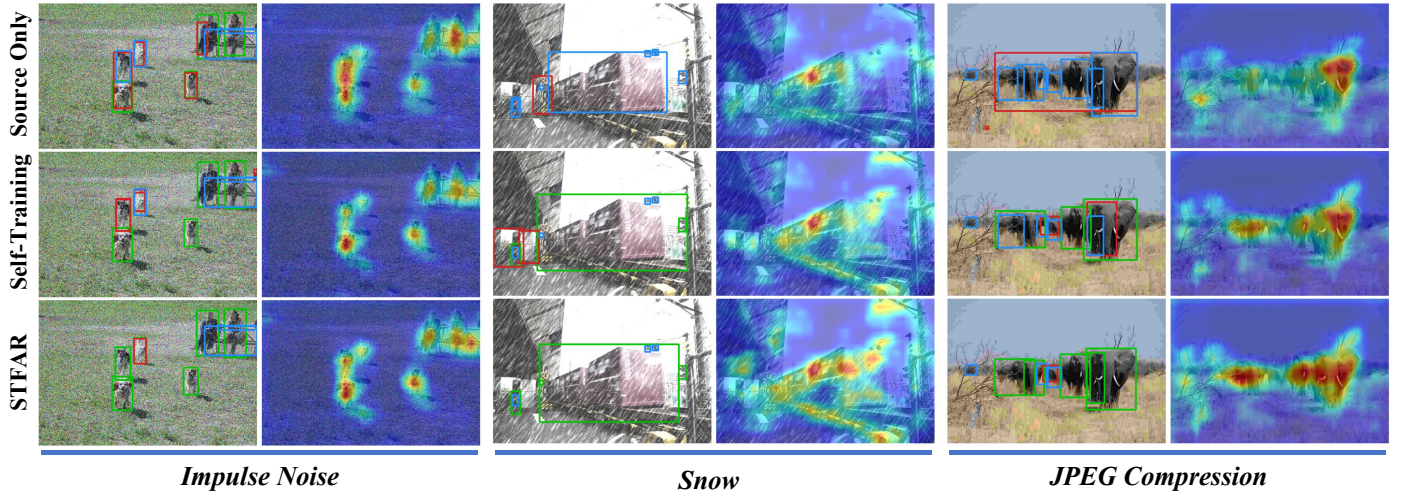 Source Only
Self-Training
STFAR
Impulse Noise
Snow
JPEG Compression